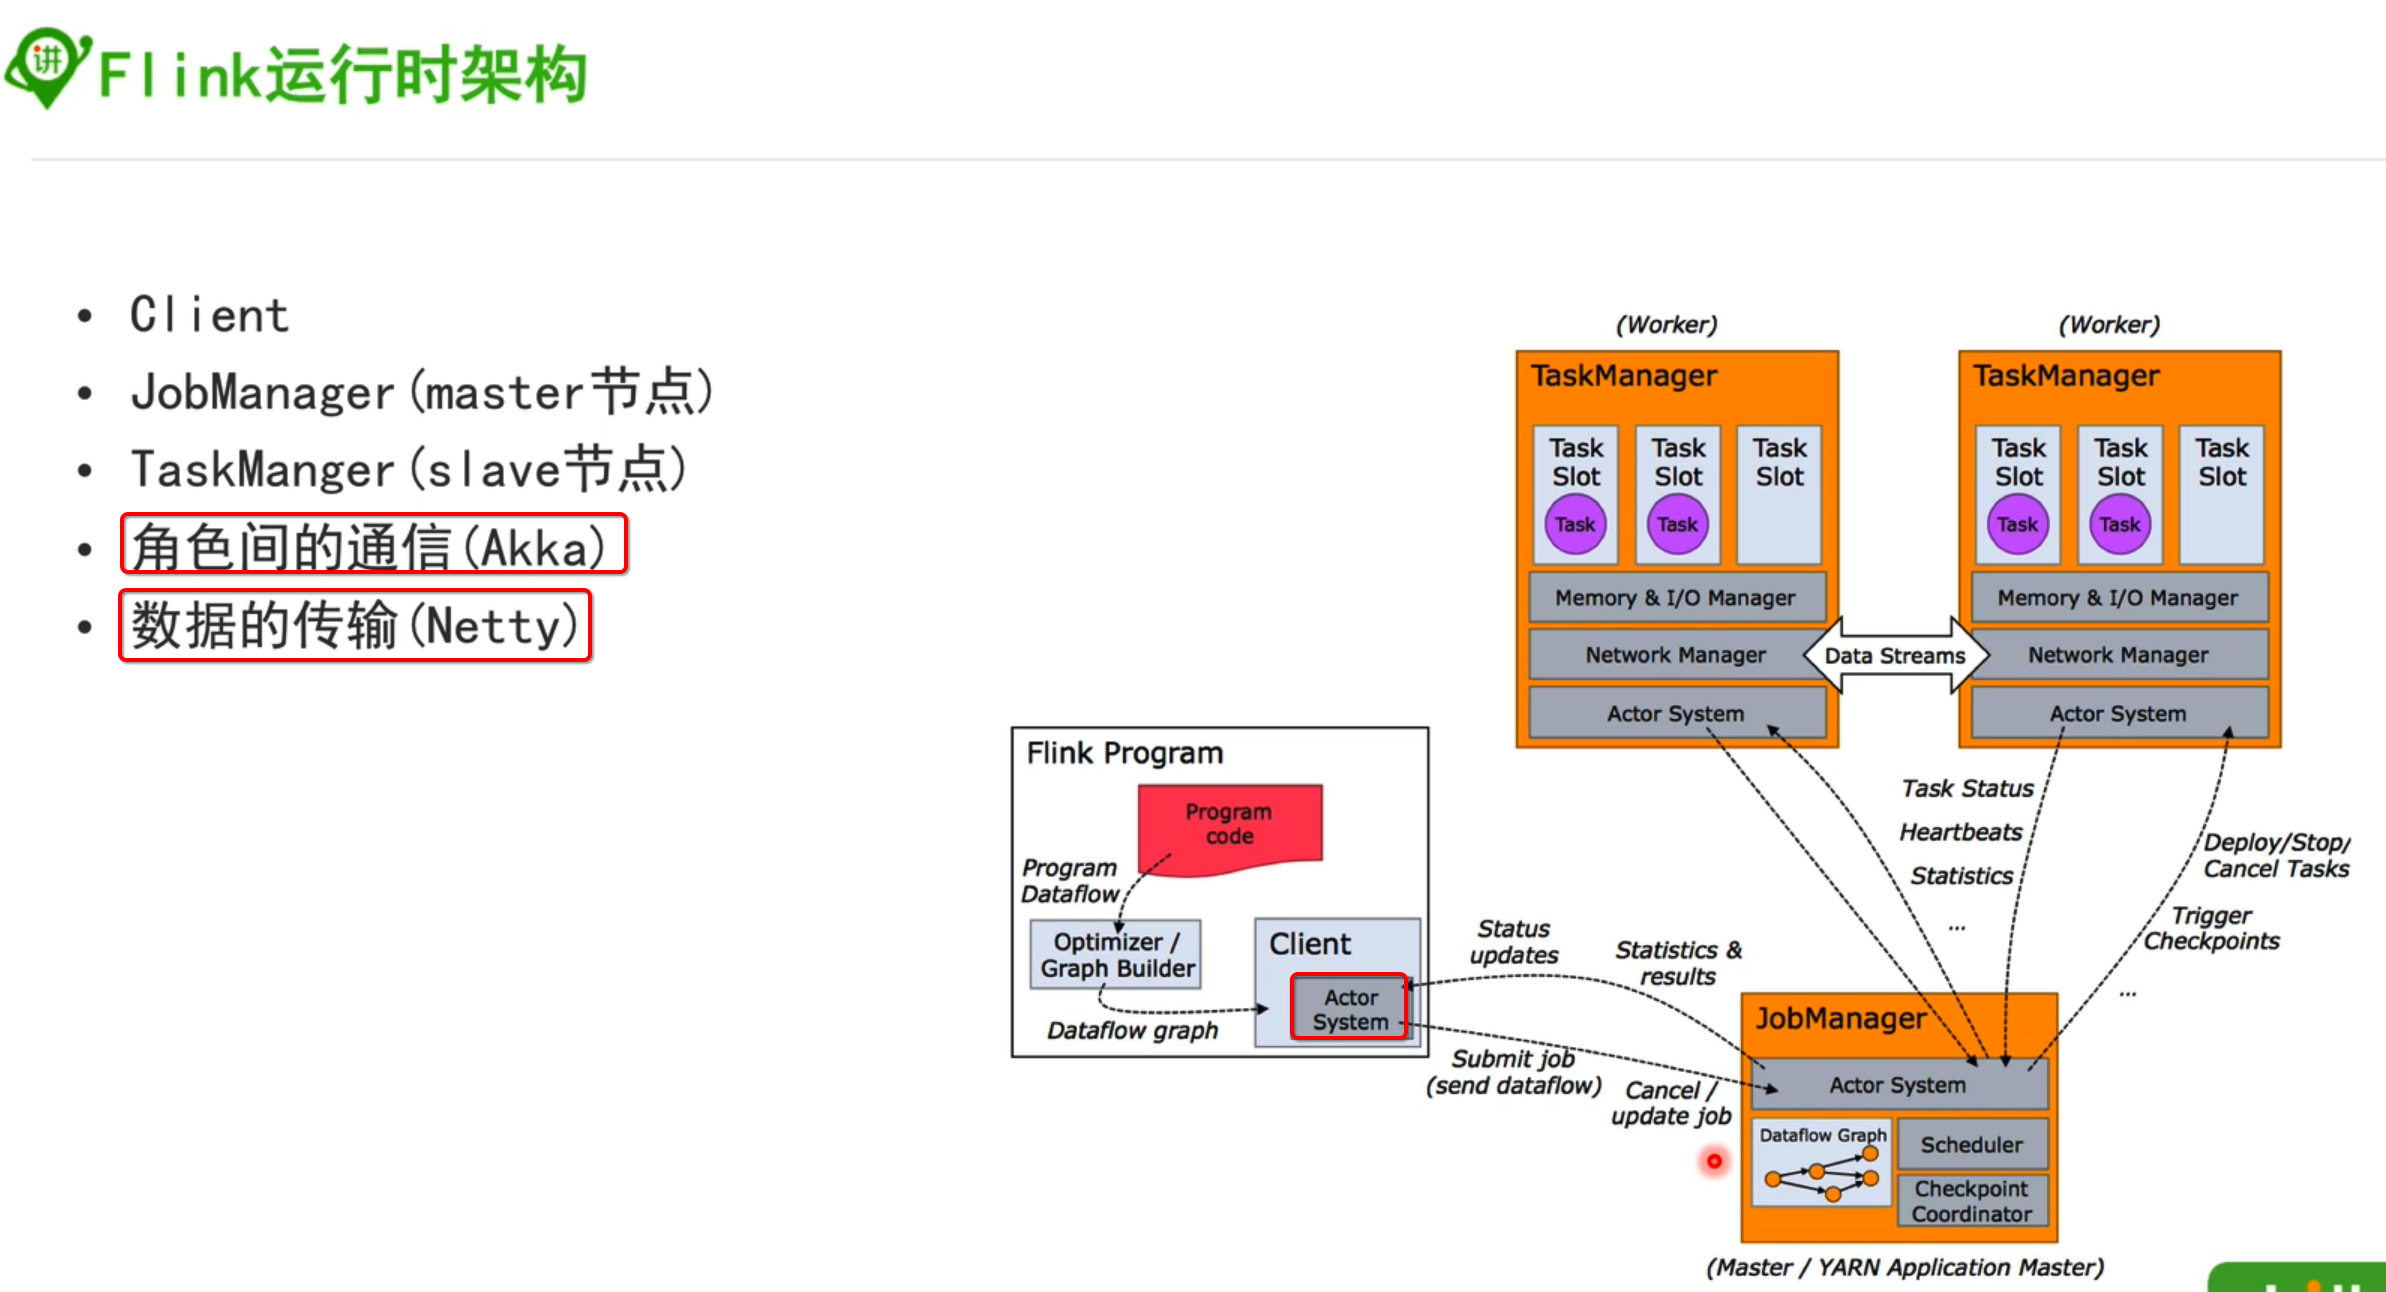 讲
Flink运行时架构
• Client
• JobManager(master节点)
• TaskManger(slave节点)
• 角色间的通信(Akka)
• 数据的传输(Netty)
(Worker)
TaskManager
Task
Slot
Task
Task
Slot
Task
Task
Slot
Memory & I/O Manager
Network Manager
Actor System
Data Streams
(Worker)
TaskManager
Task
Slot
Task
Task
Slot
Task
Task
Slot
Memory & I/O Manager
Network Manager
Actor System
Flink Program
Program
code
Program
Dataflow
Optimizer /
Graph Builder
Dataflow graph
Client
Actor
System
Status
updates
Statistics &
results
Submit job
(send dataflow)
Cancel /
update job
Task Status
Heartbeats
Statistics
...
Deploy/Stop/
Cancel Tasks
Trigger
Checkpoints
...
JobManager
Actor System
Dataflow Graph
Scheduler
Checkpoint
Coordinator
(Master / YARN Application Master)